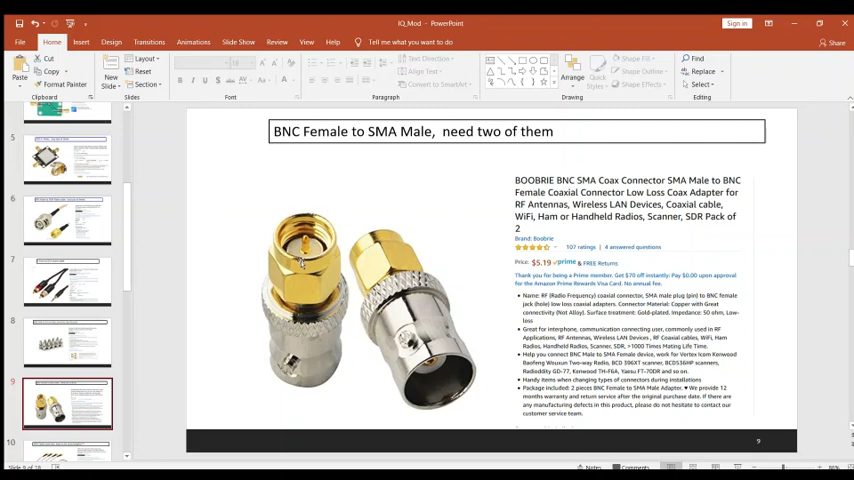 IQ_Mod - PowerPoint
Sign in
File Home Insert Design Transitions Animations Slide Show Review View Help Tell me what you want to do
Share
Paste
Cut
Copy
Format Painter
Clipboard
New Slide
Layout
Reset
Section
Slides
Font
Text Direction
Align Text
Convert to SmartArt
Paragraph
Arrange
Quick Styles
Shape Fill
Shape Outline
Shape Effects
Drawing
Find
Replace
Select
Editing
5
6
7
8
9
10
BNC Female to SMA Male, need two of them
BOOBRIE BNC SMA Coax Connector SMA Male to BNC
Female Coaxial Connector Low Loss Coax Adapter for
RF Antennas, Wireless LAN Devices, Coaxial cable,
WiFi, Ham or Handheld Radios, Scanner, SDR Pack of
2
Brand: Boobrie
107 ratings | 4 answered questions
Price: $5.19 prime & FREE Returns
Thank you for being a Prime member. Get $70 off instantly: Pay $0.00 upon approval
for the Amazon Prime Rewards Visa Card. No annual fee.
• Name: RF (Radio Frequency) coaxial connector, SMA male plug (pin) to BNC female
jack (hole) low loss coaxial adapters. Connector Material: Copper with Great
connectivity (Not Alloy). Surface treatment: Gold-plated. Impedance: 50 ohm, Low-
loss
• Great for interphone, communication connecting user, commonly used in RF
Applications, RF Antennas, Wireless LAN Devices, RF Coaxial cables, WiFi, Ham
Radios, Handheld Radios, Scanner, SDR, >1000 Times Mating Life Time.
• Help you connect BNC Male to SMA Female device, work for Vertex Icom Kenwood
Baofeng Wouxun Two-way Radio, BCD 396XT scanner, BCD536HP scanners,
Radioddity GD-77, Kenwood TH-F6A, Yaesu FT-70DR and so on.
• Handy items when changing types of connectors during installations
• Package included: 2 pieces BNC Female to SMA Male Adapter. ♥ We provide 12
months warranty and return service after the original purchase date. If there are
any manufacturing defects in this product, please do not hesitate to contact our
customer service team.
9
Slide 9 of 18
Notes
Comments
86%